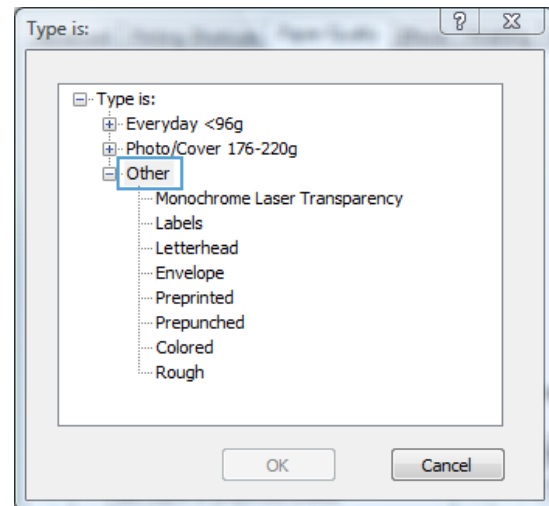 Type is:
Type is:
Everyday <96g
Photo/Cover 176-220g
Other
Monochrome Laser Transparency
Labels
Letterhead
Envelope
Preprinted
Prepunched
Colored
Rough
OK
Cancel